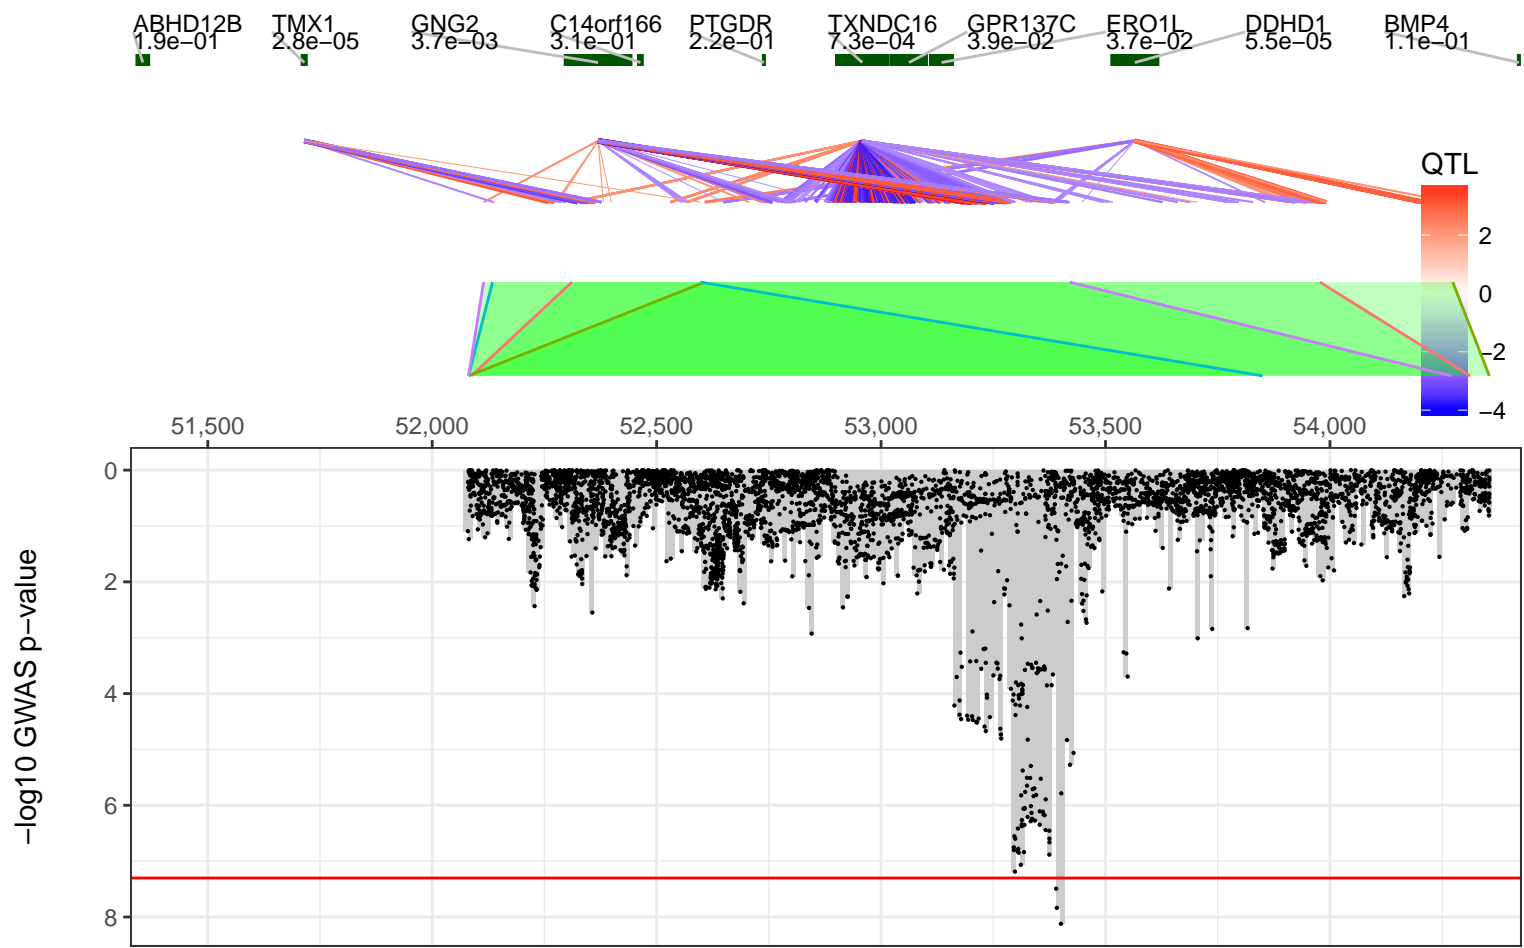 ABHD12B TMX1 GNG2 C14orf166 PTGDR TXNDC16 GPR137C ERO1L DDHD1 BMP4
1.9e−01 2.8e−05 3.7e−03 3.1e−01 2.2e−01 7.3e−04 3.9e−02 3.7e−02 5.5e−05 1.1e−01
QTL
2
0
−2
−4
51,500 52,000 52,500 53,000 53,500 54,000
0
2
4
6
8
−log10 GWAS p−value